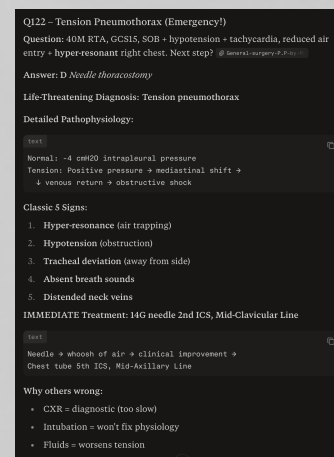 Q122 – Tension Pneumothorax (Emergency!)
Question: 40M RTA, GCS15, SOB + hypotension + tachycardia, reduced air
entry + hyper-resonant right chest. Next step? General-surgery-P.P-by
Answer: D Needle thoracostomy
Life-Threatening Diagnosis: Tension pneumothorax
Detailed Pathophysiology:
text
Normal: -4 cmH2O intrapleural pressure
Tension: Positive pressure → mediastinal shift →
↓ venous return → obstructive shock
Classic 5 Signs:
1. Hyper-resonance (air trapping)
2. Hypotension (obstruction)
3. Tracheal deviation (away from side)
4. Absent breath sounds
5. Distended neck veins
IMMEDIATE Treatment: 14G needle 2nd ICS, Mid-Clavicular Line
text
Needle → whoosh of air → clinical improvement →
Chest tube 5th ICS, Mid-Axillary Line
Why others wrong:
• CXR = diagnostic (too slow)
• Intubation = won't fix physiology
• Fluids = worsens tension